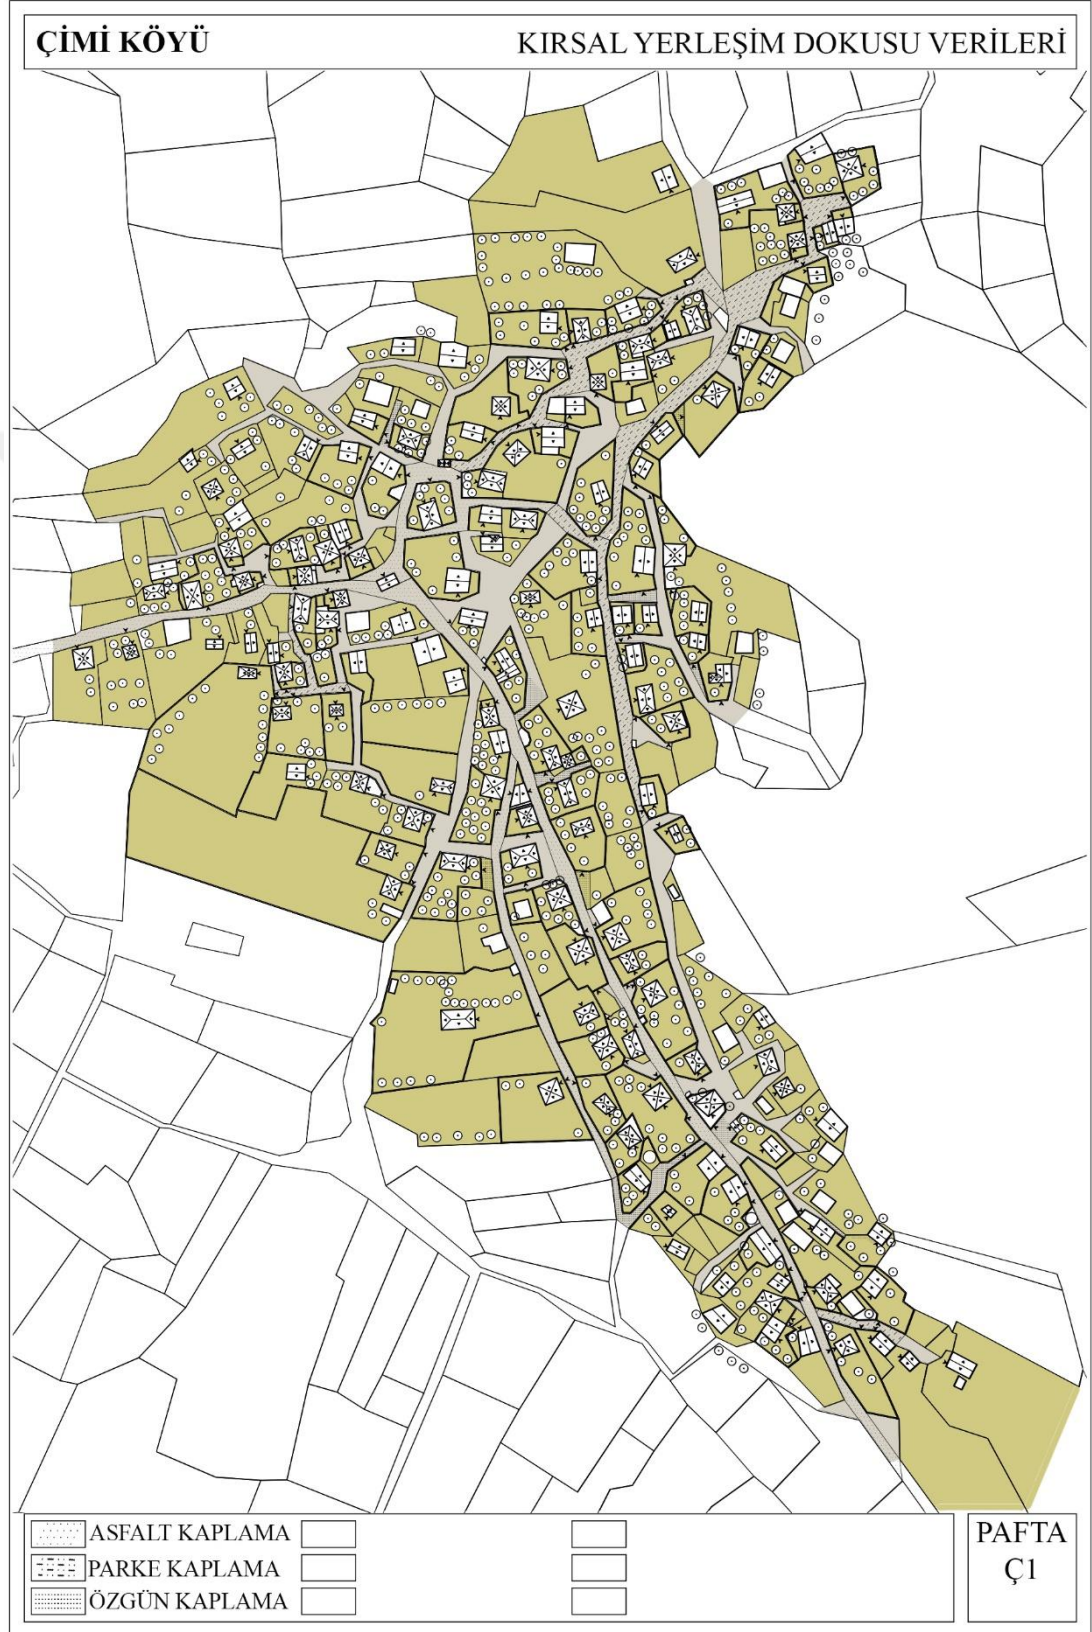 ÇİMİ KÖYÜ
KIRSAL YERLEŞİM DOKUSU VERİLERİ
ASFALT KAPLAMA
PARKE KAPLAMA
ÖZGÜN KAPLAMA
PAFTA
Ç1